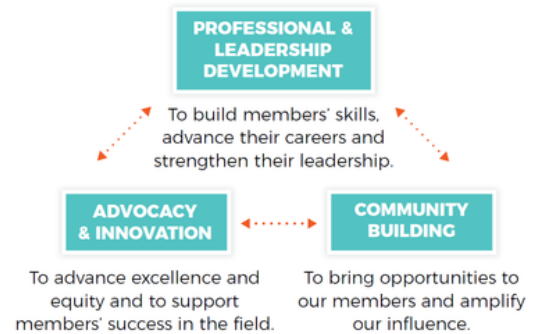 PROFESSIONAL &
LEADERSHIP
DEVELOPMENT
To build members' skills,
advance their careers and
strengthen their leadership.
ADVOCACY
& INNOVATION
To advance excellence and
equity and to support
members' success in the field.
COMMUNITY
BUILDING
To bring opportunities to
our members and amplify
our influence.